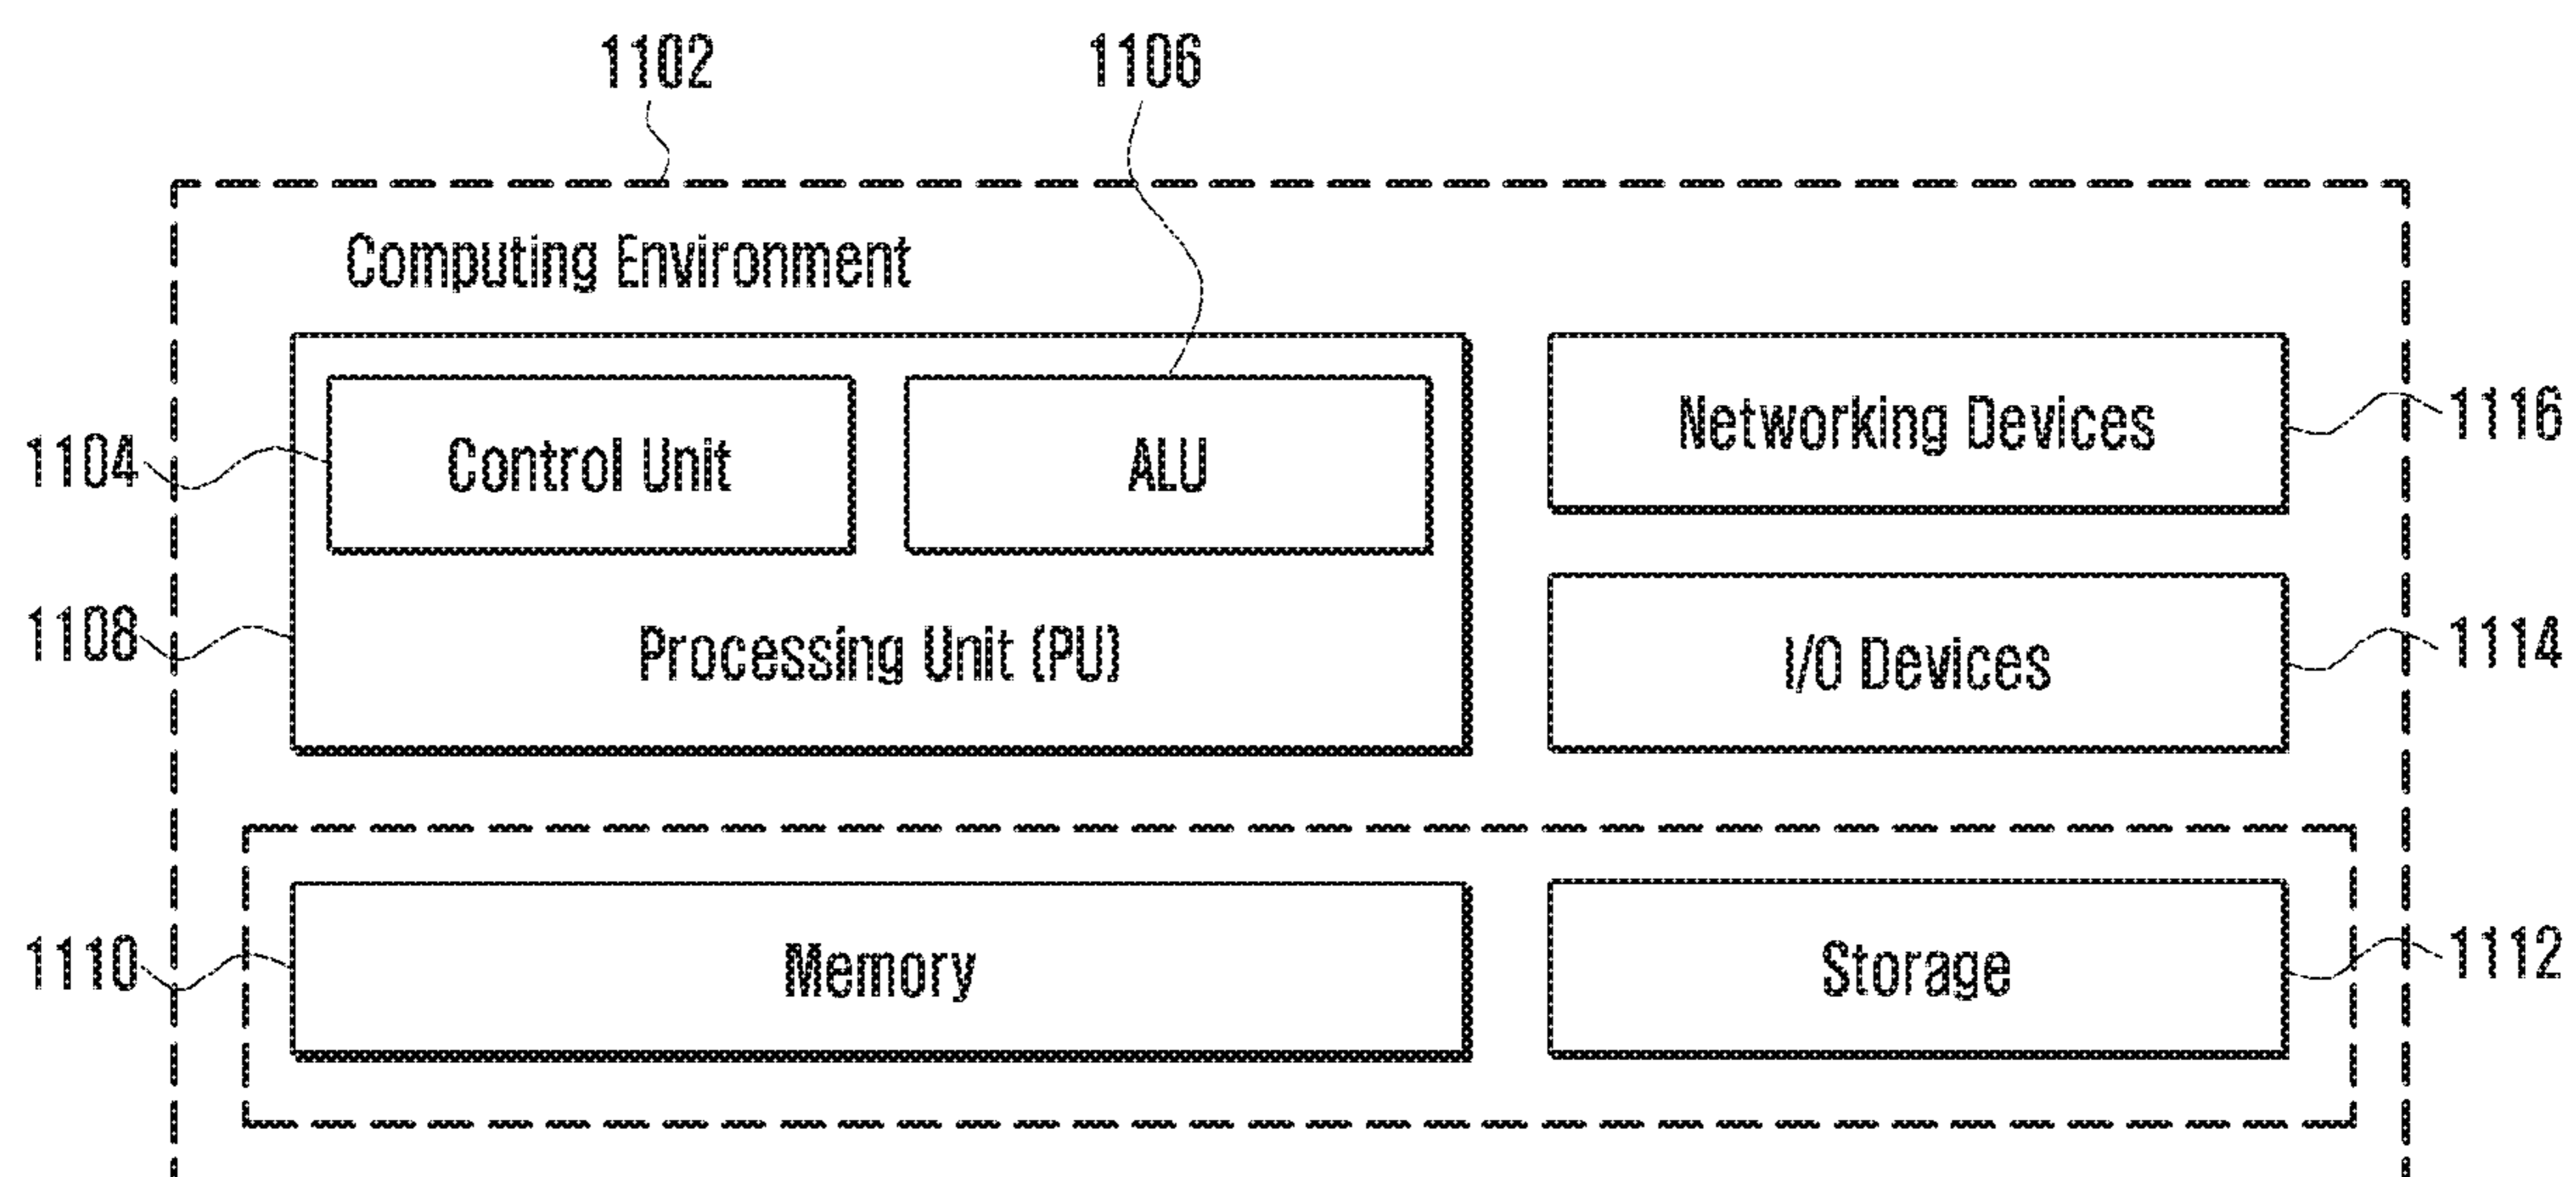 1102
1106
Computing Environment
1104
Control Unit
ALU
Networking Devices
1116
1108
Processing Unit (PU)
I/O Devices
1114
1110
Memory
Storage
1112